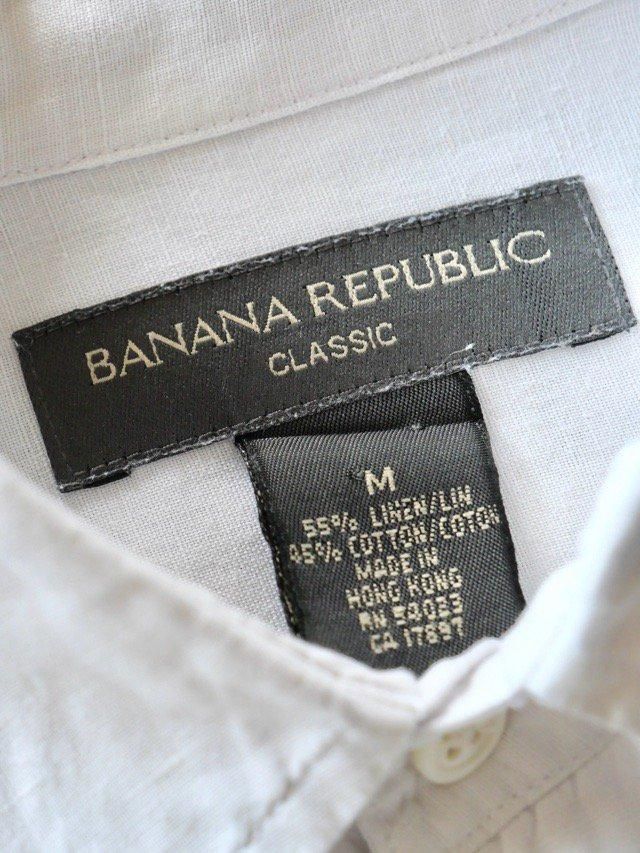 BANANA REPUBLIC
CLASSIC
M
55% LINEN/LIN
45% COTTON/COTON
MADE IN
HONG KONG
RN 54023
CA 17897